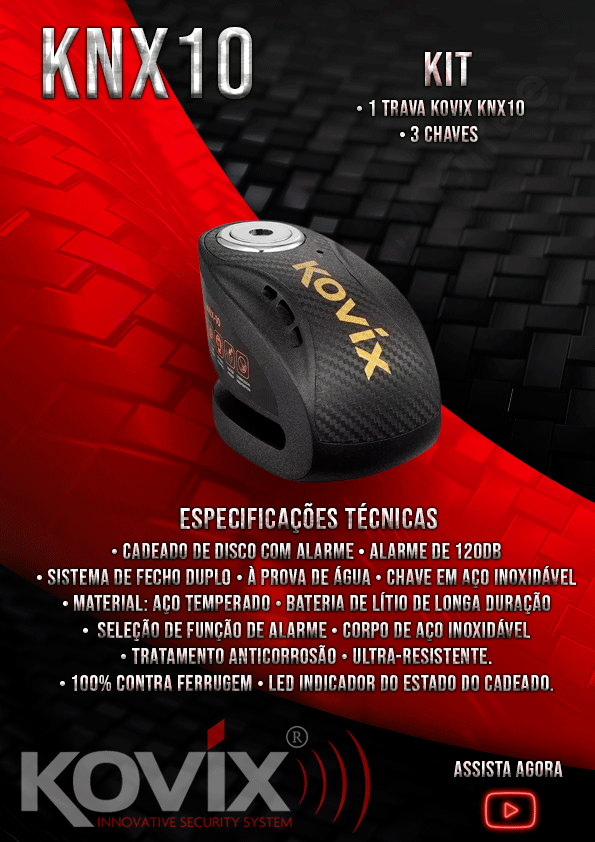 KNX10
KIT
• 1 TRAVA KOVIX KNX10
• 3 CHAVES
KOVIX
ESPECIFICAÇÕES TÉCNICAS
• CADEADO DE DISCO COM ALARME • ALARME DE 120DB
• SISTEMA DE FECHO DUPLO • À PROVA DE ÁGUA • CHAVE EM AÇO INOXIDÁVEL
• MATERIAL: AÇO TEMPERADO • BATERIA DE LÍTIO DE LONGA DURAÇÃO
• SELEÇÃO DE FUNÇÃO DE ALARME • CORPO DE AÇO INOXIDÁVEL
• TRATAMENTO ANTICORROSÃO • ULTRA-RESISTENTE.
• 100% CONTRA FERRUGEM • LED INDICADOR DO ESTADO DO CADEADO.
KOVIX®
INNOVATIVE SECURITY SYSTEM
ASSISTA AGORA